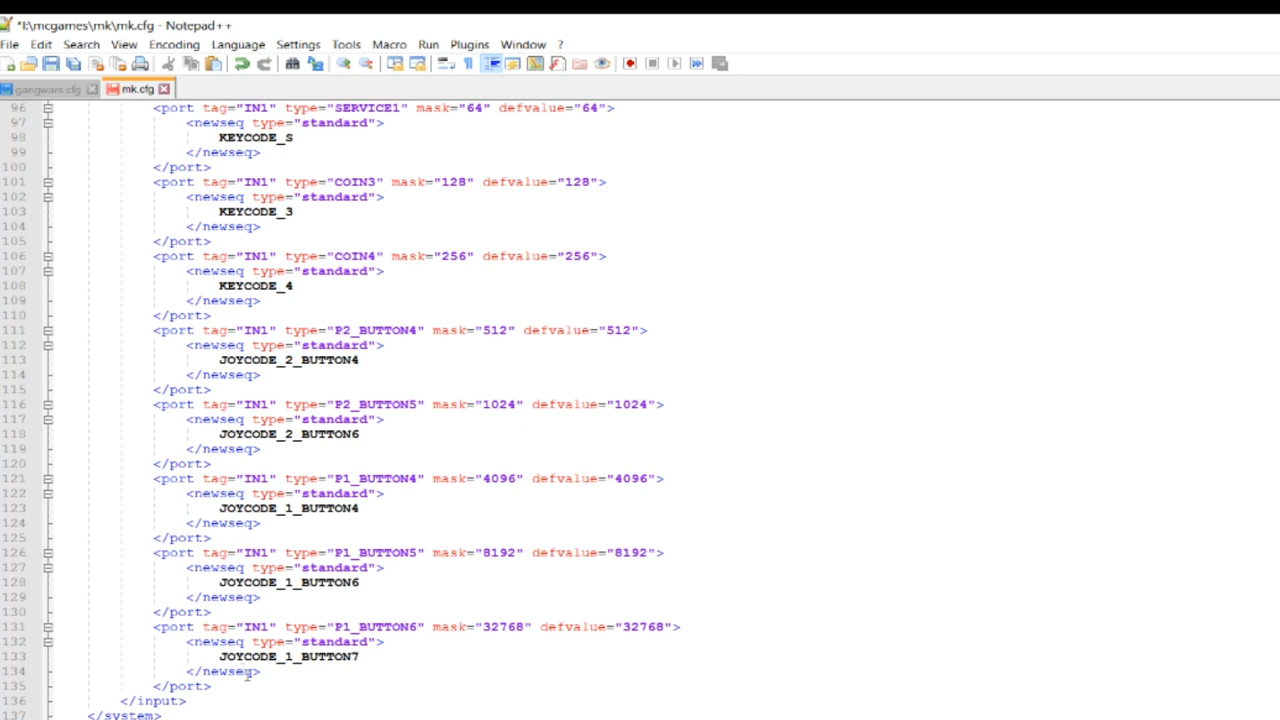 *I:\mcgames\mk\mk.cfg - Notepad++
File Edit Search View Encoding Language Settings Tools Macro Run Plugins Window ?
gangwars.cfg mk.cfg
96 <port tag="IN1" type="SERVICE1" mask="64" defvalue="64">
97 <newseq type="standard">
98 KEYCODE_S
99 </newseq>
100 </port>
101 <port tag="IN1" type="COIN3" mask="128" defvalue="128">
102 <newseq type="standard">
103 KEYCODE_3
104 </newseq>
105 </port>
106 <port tag="IN1" type="COIN4" mask="256" defvalue="256">
107 <newseq type="standard">
108 KEYCODE_4
109 </newseq>
110 </port>
111 <port tag="IN1" type="P2_BUTTON4" mask="512" defvalue="512">
112 <newseq type="standard">
113 JOYCODE_2_BUTTON4
114 </newseq>
115 </port>
116 <port tag="IN1" type="P2_BUTTON5" mask="1024" defvalue="1024">
117 <newseq type="standard">
118 JOYCODE_2_BUTTON6
119 </newseq>
120 </port>
121 <port tag="IN1" type="P1_BUTTON4" mask="4096" defvalue="4096">
122 <newseq type="standard">
123 JOYCODE_1_BUTTON4
124 </newseq>
125 </port>
126 <port tag="IN1" type="P1_BUTTON5" mask="8192" defvalue="8192">
127 <newseq type="standard">
128 JOYCODE_1_BUTTON6
129 </newseq>
130 </port>
131 <port tag="IN1" type="P1_BUTTON6" mask="32768" defvalue="32768">
132 <newseq type="standard">
133 JOYCODE_1_BUTTON7
134 </newseq>
135 </port>
136 </input>
137 </system>